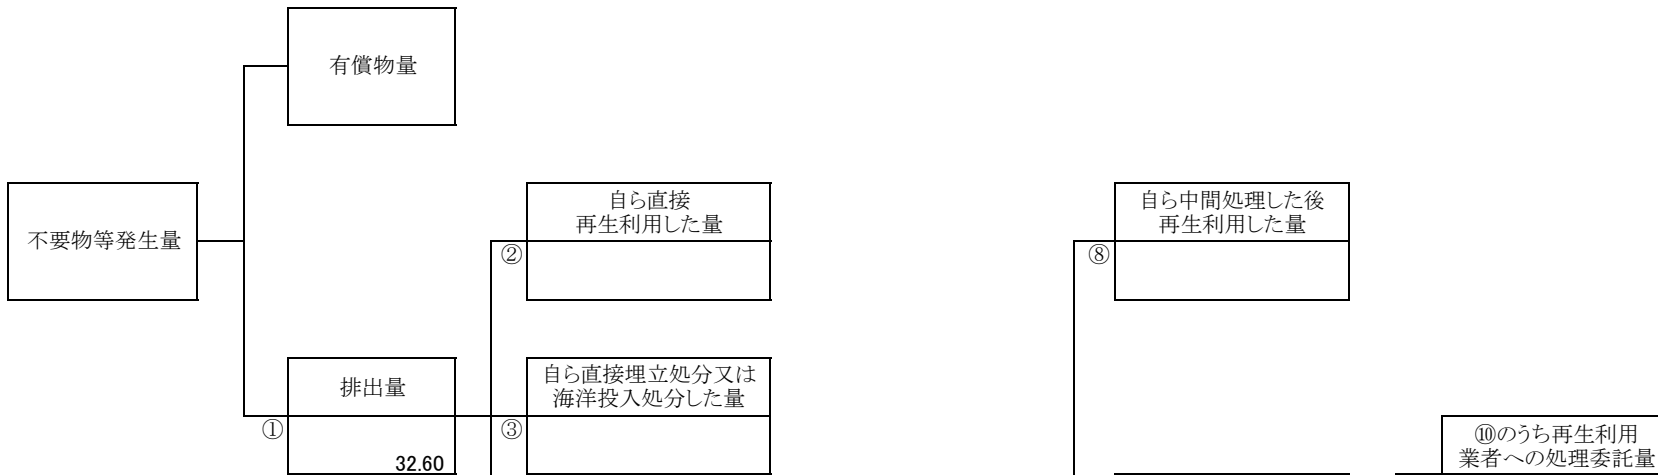 有償物量
不要物等発生量
自ら直接
再生利用した量
②
自ら中間処理した後
再生利用した量
⑧
排出量
①
32.60
自ら直接埋立処分又は
海洋投入処分した量
③
⑩のうち再生利用
業者への処理委託量